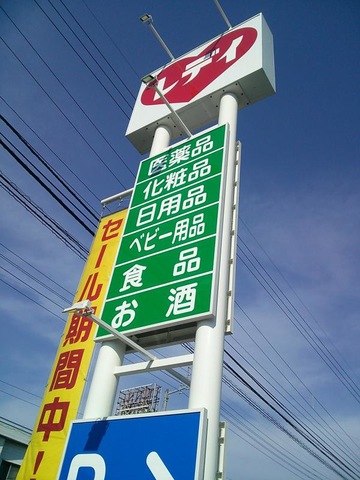 レディ
医薬品
化粧品
日用品
ベビー用品
食品
お酒
セール期間中!
P